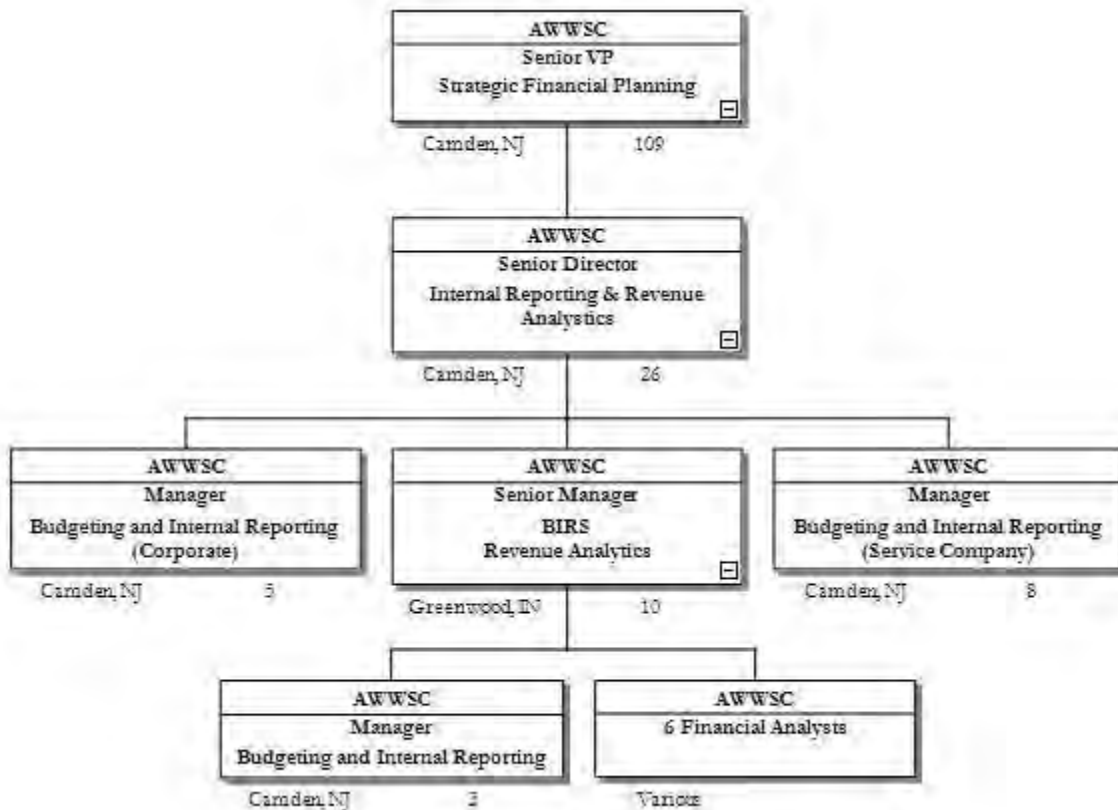 AWWSC
Senior VP
Strategic Financial Planning
Camden, NJ 109
AWWSC
Senior Director
Internal Reporting & Revenue
Analystics
Camden, NJ 26
AWWSC
Manager
Budgeting and Internal Reporting
(Corporate)
Camden, NJ 5
AWWSC
Senior Manager
BIRS
Revenue Analytics
Greenwood, IN 10
AWWSC
Manager
Budgeting and Internal Reporting
(Service Company)
Camden, NJ 8
AWWSC
Manager
Budgeting and Internal Reporting
Camden, NJ
AWWSC
6 Financial Analysts
Various